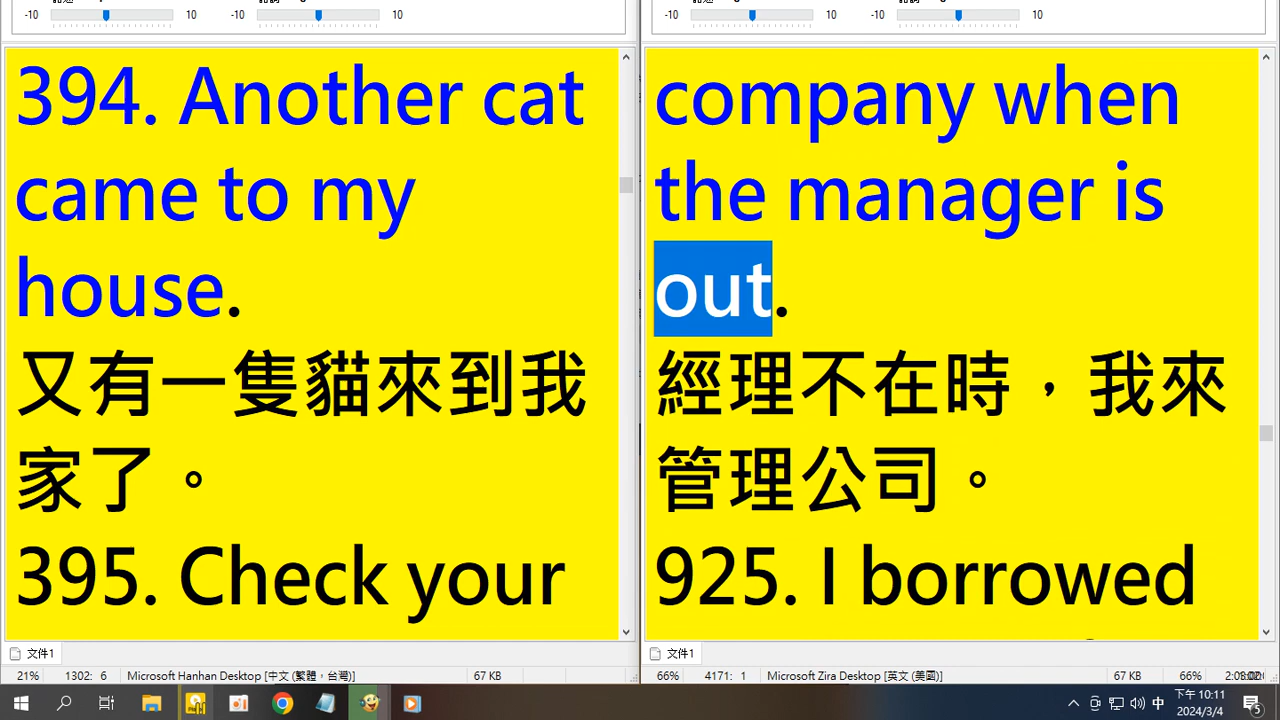 -10
10
-10
10
-10
10
-10
10
394. Another cat
came to my
house.
又有一隻貓來到我
家了。
395. Check your
company when
the manager is
out.
經理不在時，我來
管理公司。
925. I borrowed
文件1
文件1
21%
1302: 6
Microsoft Hanhan Desktop [中文 (繁體，台灣)]
67 KB
66%
4171: 1
Microsoft Zira Desktop [英文 (美國)]
67 KB
66%
中
下午 10:11
2024/3/4
5